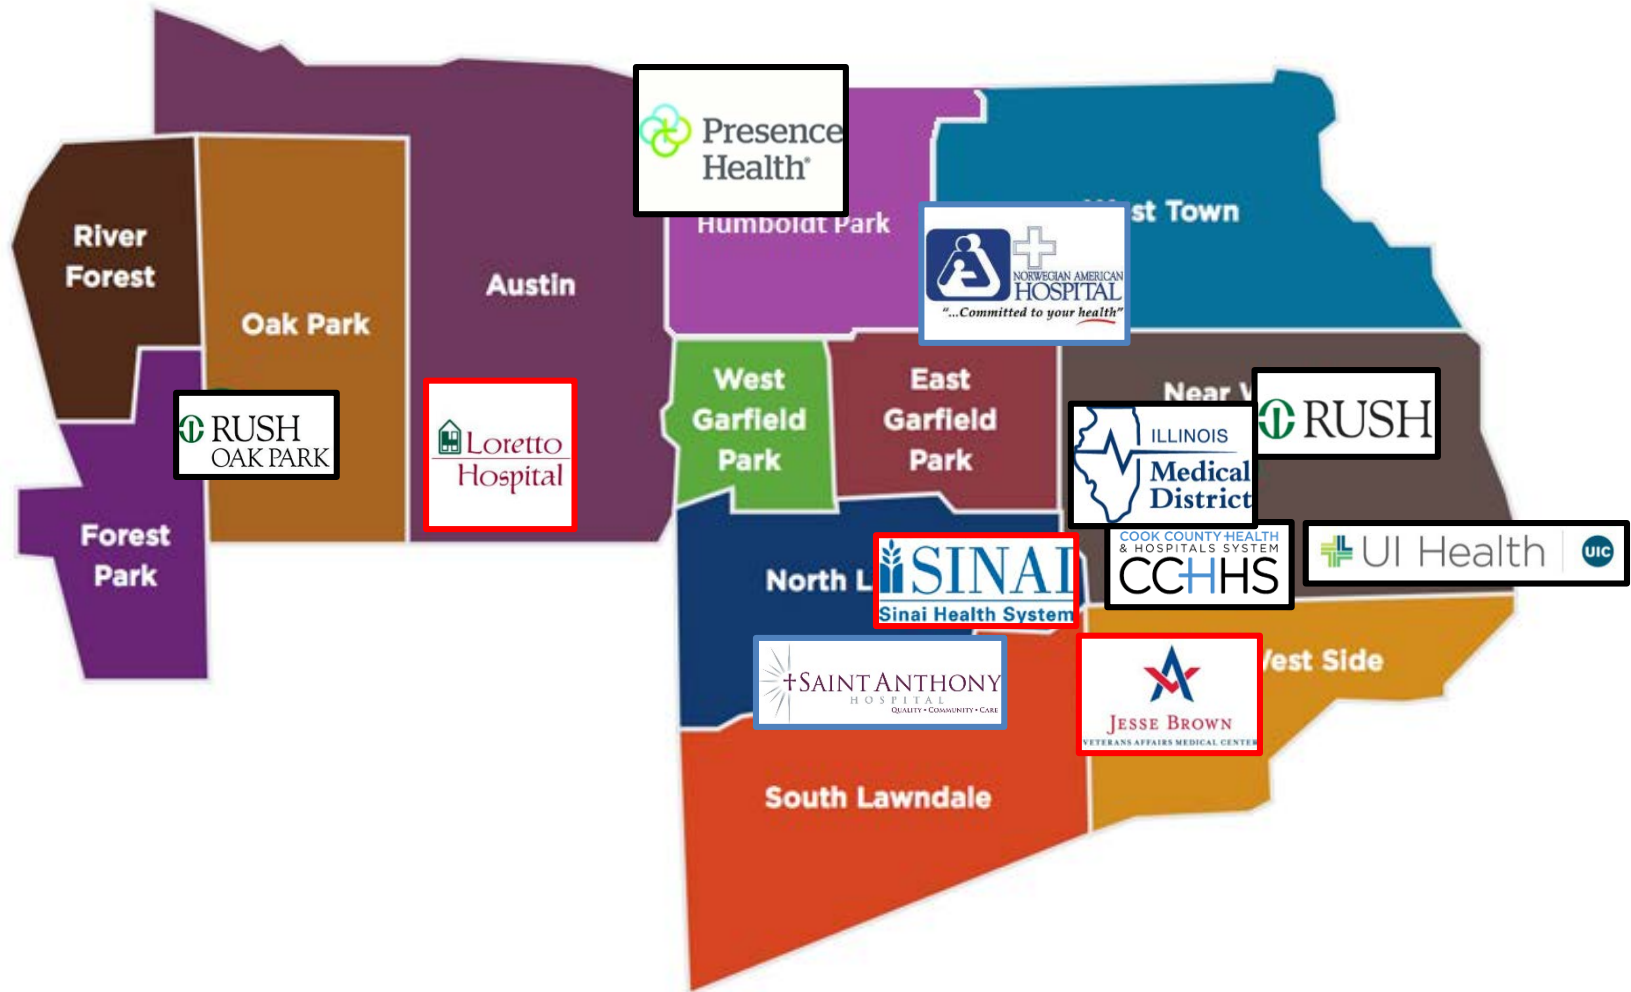 Presence
Health®
Humboldt Park
st Town
NORWEGIAN AMERICAN
HOSPITAL
"...Committed to your health"
River
Forest
Austin
Oak Park
West
Garfield
Park
East
Garfield
Park
Near
RUSH
OAK PARK
Loretto
Hospital
ILLINOIS
Medical
District
RUSH
Forest
Park
North L
SINAI
Sinai Health System
COOK COUNTY HEALTH
& HOSPITALS SYSTEM
CCHHS
UI Health
UIC
SAINT ANTHONY
HOSPITAL
QUALITY • COMMUNITY • CARE
JESSE BROWN
VETERANS AFFAIRS MEDICAL CENTER
est Side
South Lawndale